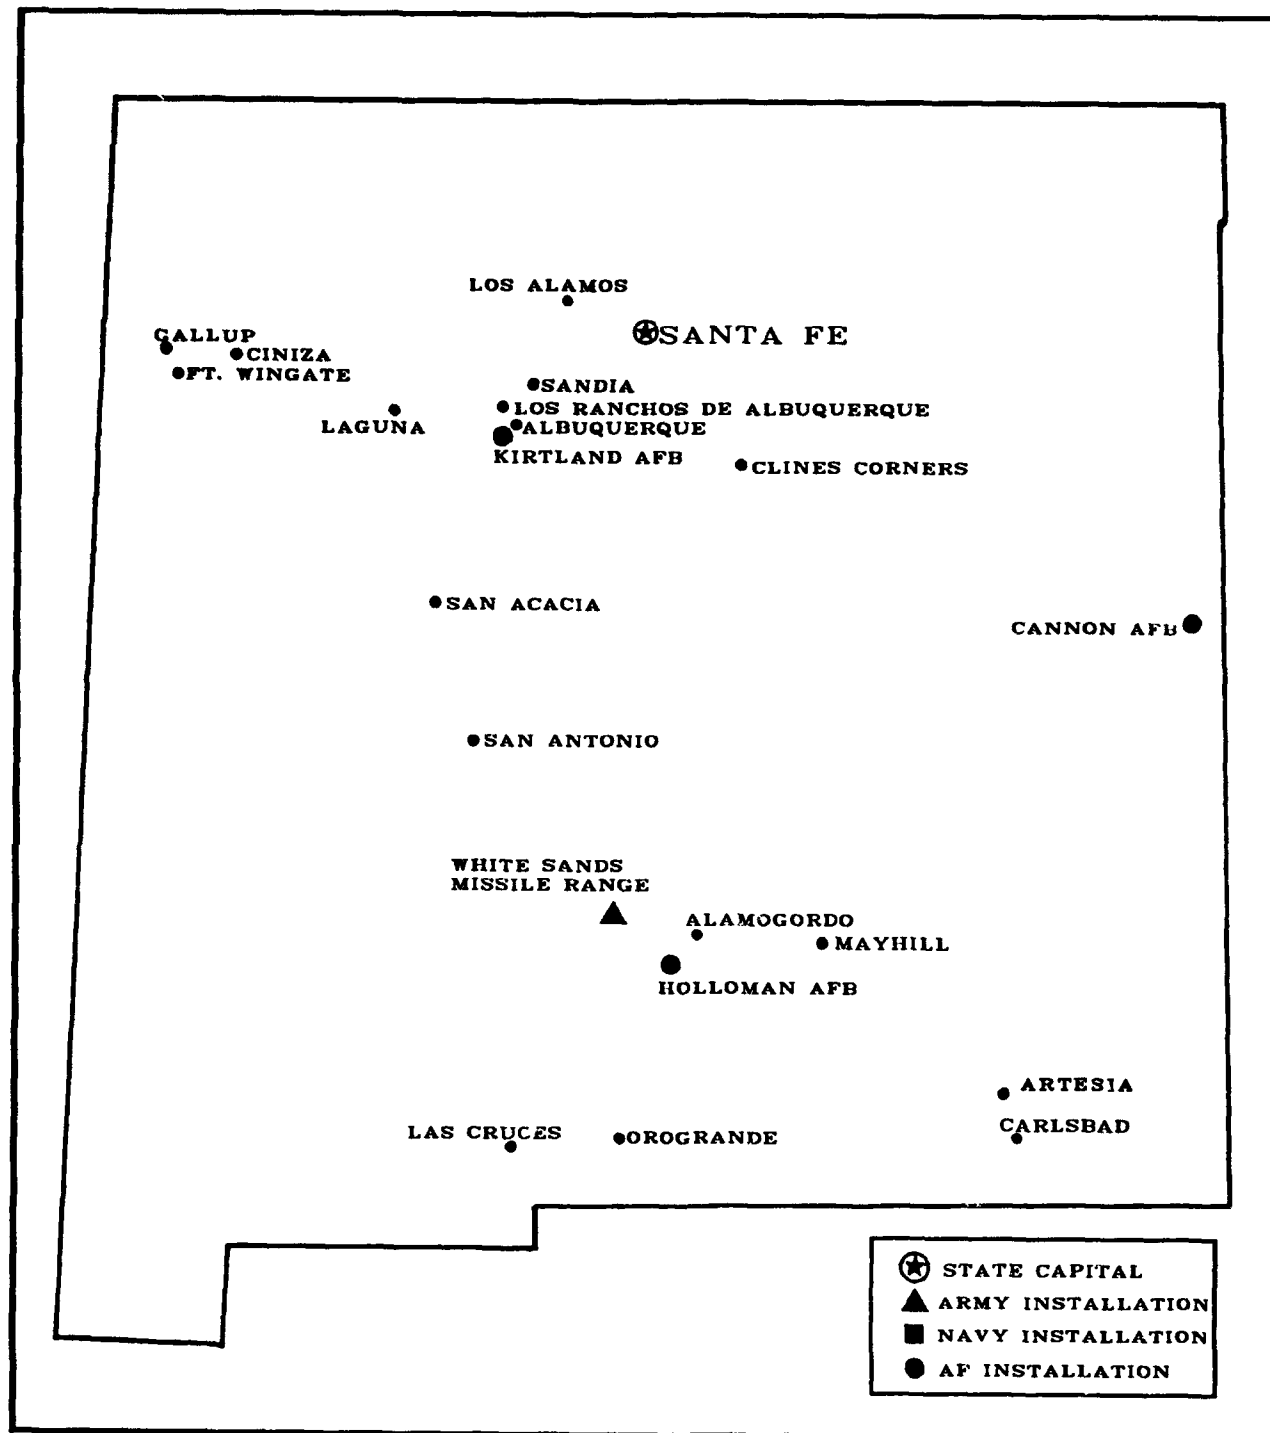 LOS ALAMOS
SANTA FE
GALLUP
CINIZA
FT. WINGATE
SANDIA
LOS RANCHOS DE ALBUQUERQUE
LAGUNA
ALBUQUERQUE
KIRTLAND AFB
CLINES CORNERS
SAN ACACIA
CANNON AFB
SAN ANTONIO
WHITE SANDS
MISSILE RANGE
ALAMOGORDO
MAYHILL
HOLLOMAN AFB
ARTESIA
CARLSBAD
LAS CRUCES
OROGRANDE
STATE CAPITAL
ARMY INSTALLATION
NAVY INSTALLATION
AF INSTALLATION